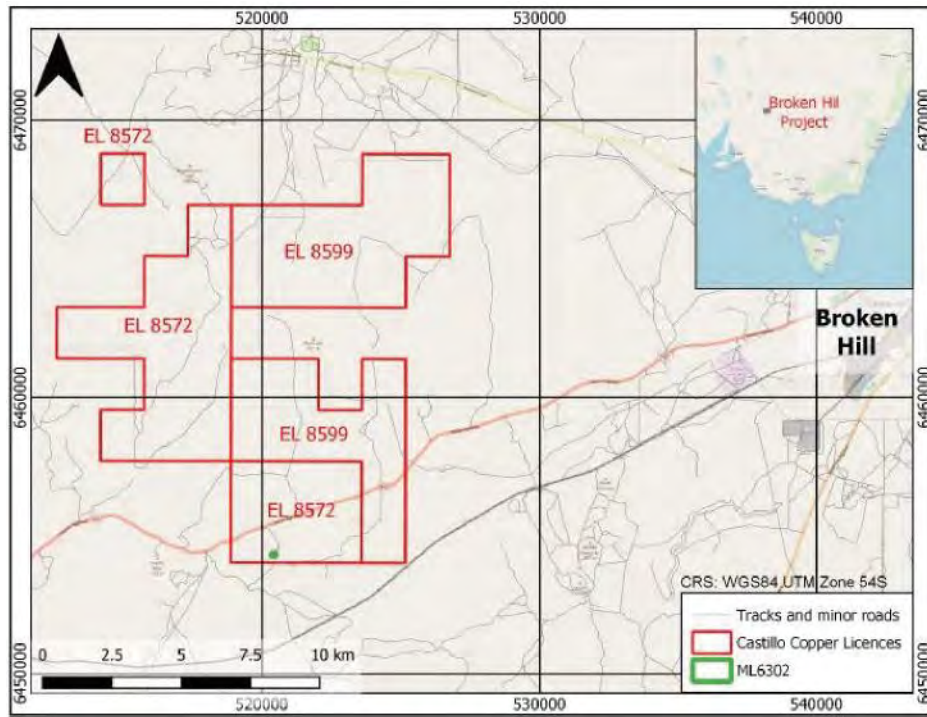 520000
530000
540000
6470000
6470000
Broken Hil
Project
EL 8572
EL 8599
EL 8572
Broken
Hill
6460000
6460000
EL 8599
EL 8572
CRS: WGS84 UTM Zone 54S
Tracks and minor roads
Castillo Copper Licences
ML6302
0 2.5 5 7.5 10 km
6450000
6450000
520000
530000
540000